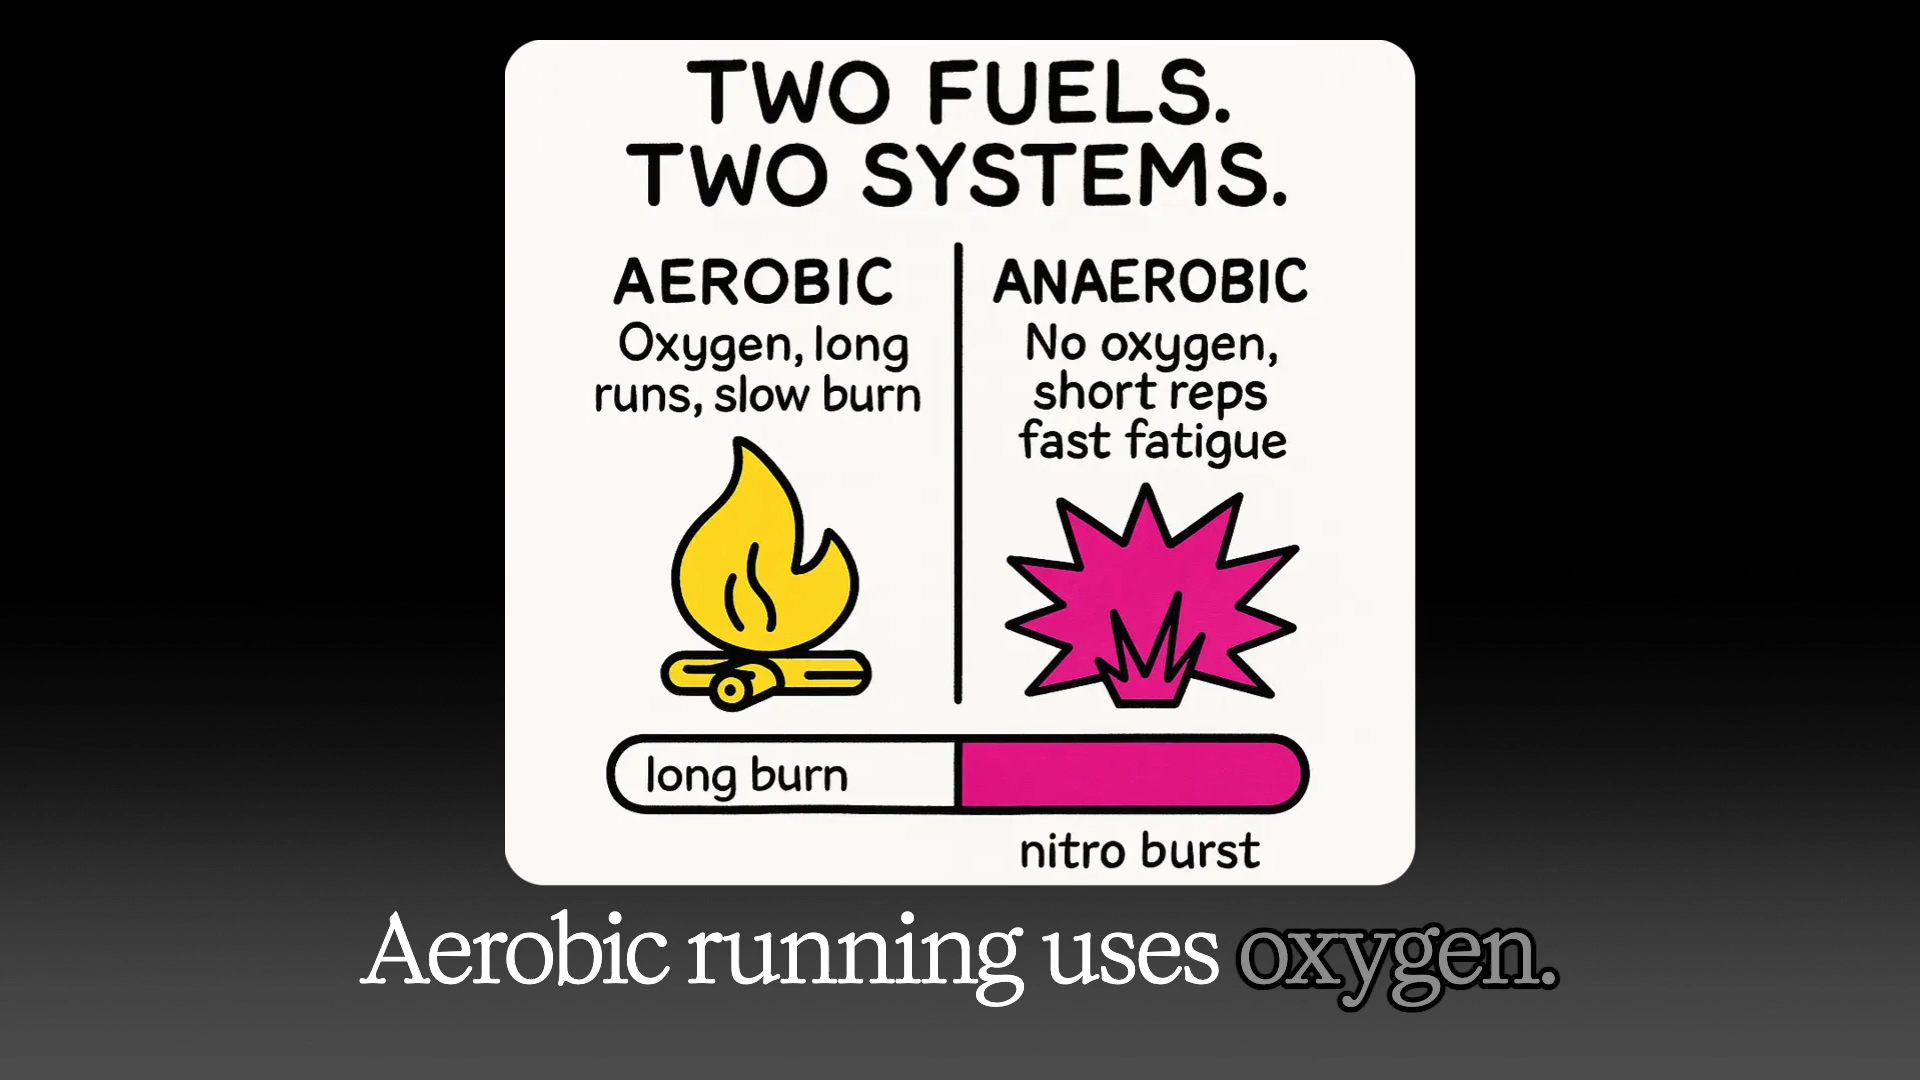 TWO FUELS.
TWO SYSTEMS.
AEROBIC
Oxygen, long
runs, slow burn
ANAEROBIC
No oxygen,
short reps
fast fatigue
long burn
nitro burst
Aerobic running uses oxygen.